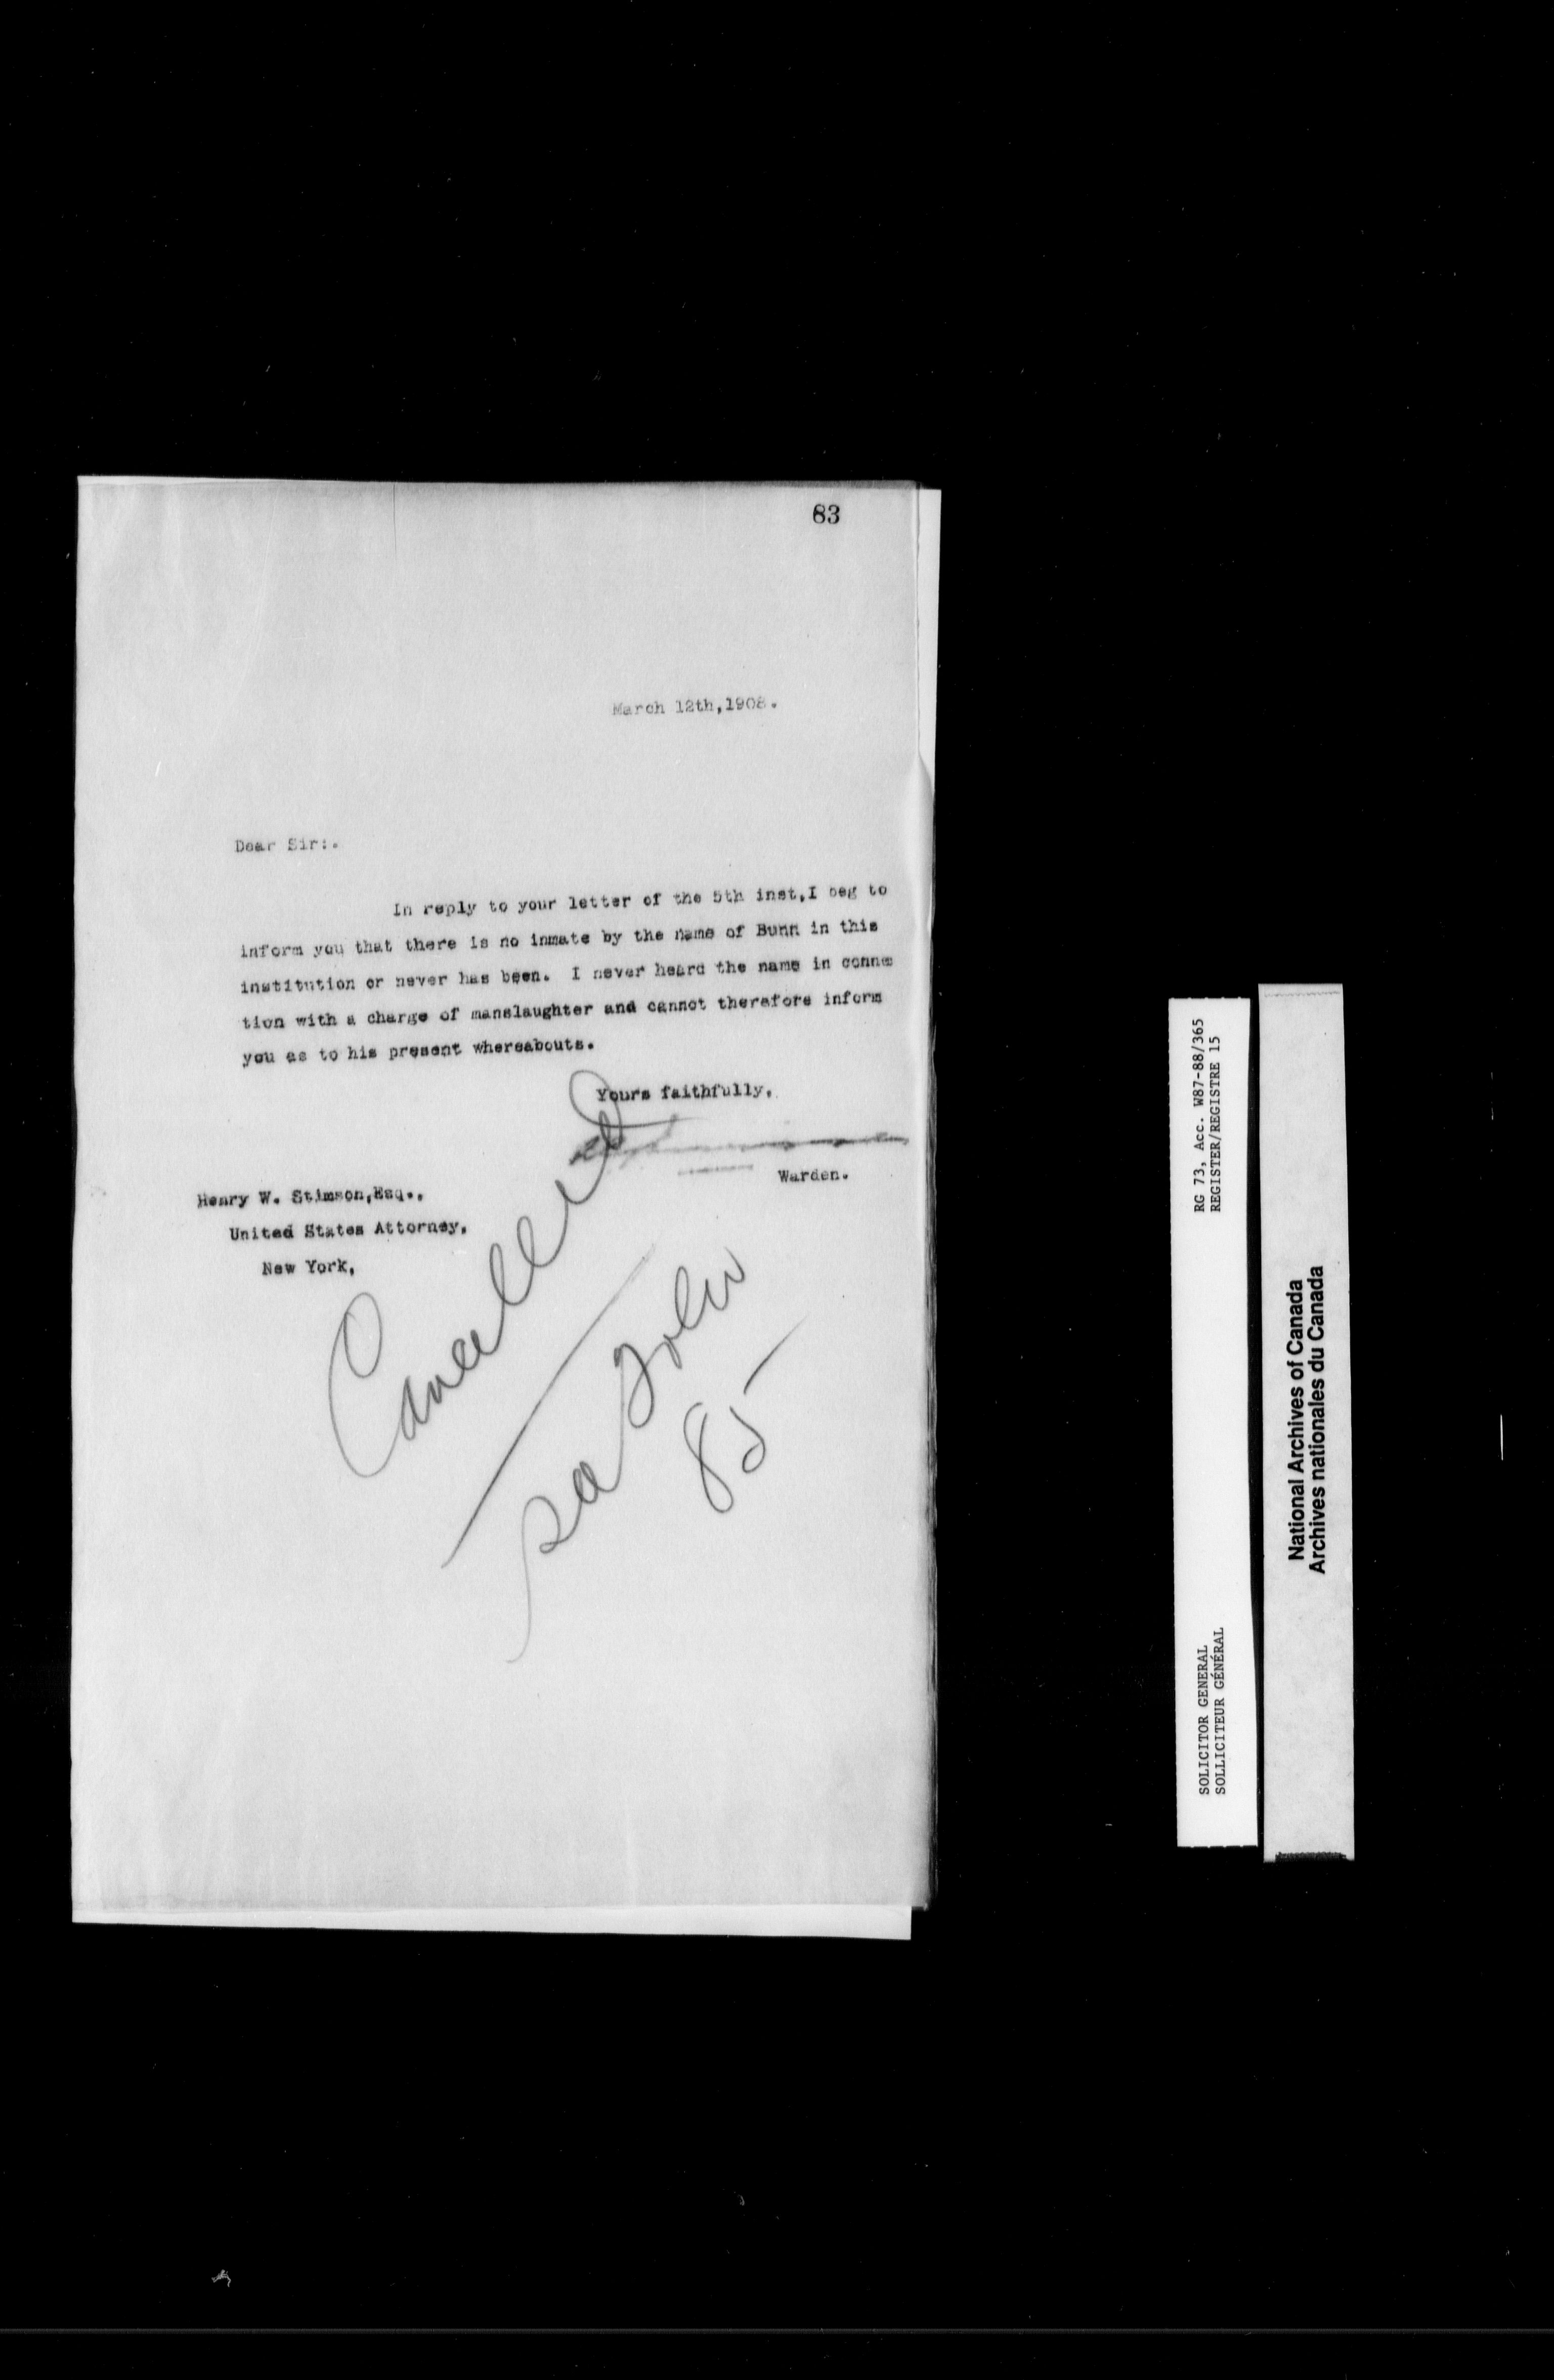 83
March 12th,1908.
Dear Sir:.
In reply to your letter of the 5th inst,I beg to
inform you that there is no inmate by the name of Bunn in this
institution or never has been. I never heard the name in connec
tion with a charge of manslaughter and cannot therefore inform
you as to his present whereabouts.
Yours faithfully,
Warden.
Henry W. Stimson,Esq.,
United States Attorney,
New York,
Cancelled
See folio
85
RG 73, Acc. W87-88/365
REGISTER/REGISTRE 15
SOLICITOR GENERAL
SOLLICITEUR GÉNÉRAL
National Archives of Canada
Archives nationales du Canada